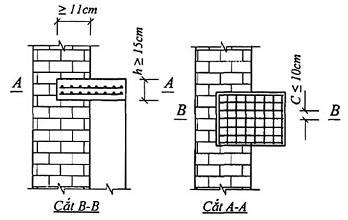 ≥ 11cm
A
h ≥ 15cm
A
B
C ≤ 10cm
B
Cắt B-B
Cắt A-A